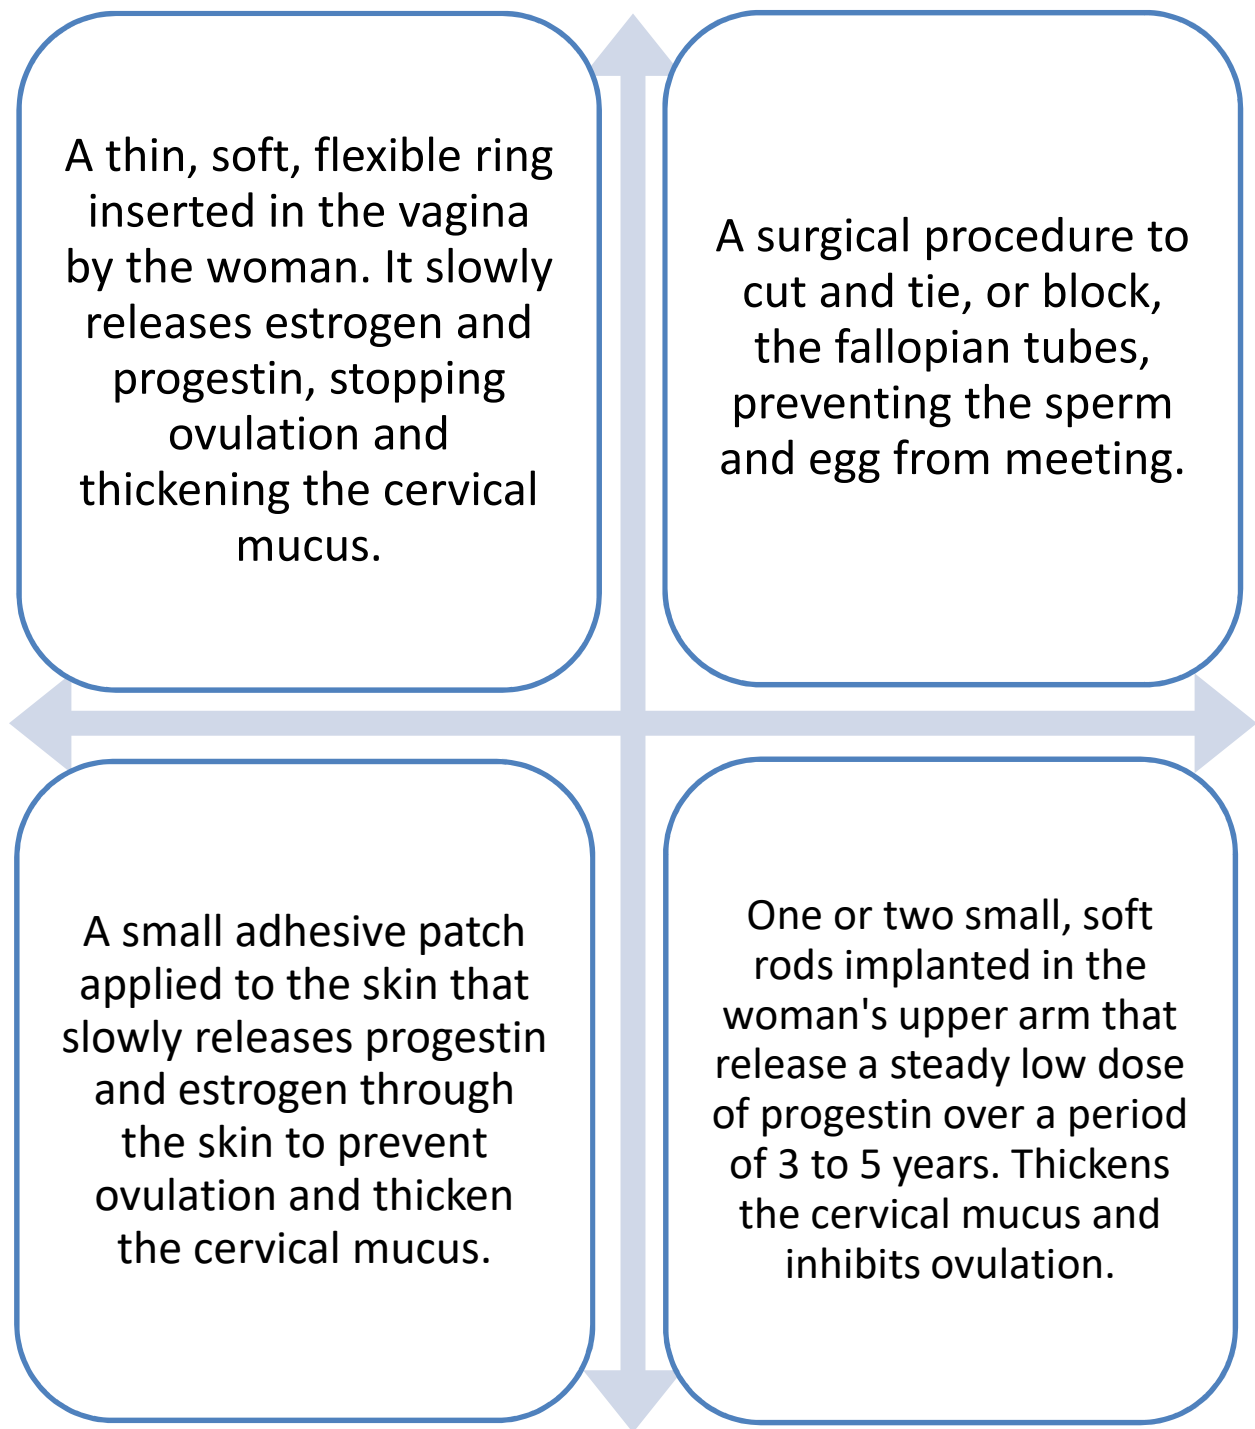 A thin, soft, flexible ring
inserted in the vagina
by the woman. It slowly
releases estrogen and
progestin, stopping
ovulation and
thickening the cervical
mucus.
A surgical procedure to
cut and tie, or block,
the fallopian tubes,
preventing the sperm
and egg from meeting.
A small adhesive patch
applied to the skin that
slowly releases progestin
and estrogen through
the skin to prevent
ovulation and thicken
the cervical mucus.
One or two small, soft
rods implanted in the
woman's upper arm that
release a steady low dose
of progestin over a period
of 3 to 5 years. Thickens
the cervical mucus and
inhibits ovulation.